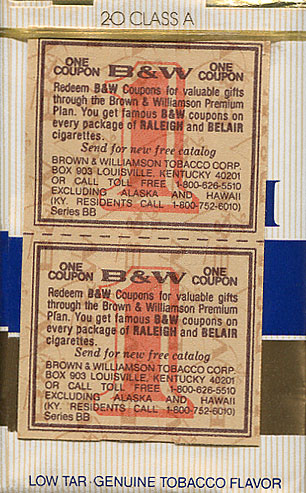 20 CLASS A
ONE COUPON B&W ONE COUPON
Redeem B&W Coupons for valuable gifts
through the Brown & Williamson Premium
Plan. You get famous B&W coupons on
every package of RALEIGH and BELAIR
cigarettes.
Send for new free catalog
BROWN & WILLIAMSON TOBACCO CORP.
BOX 903 LOUISVILLE, KENTUCKY 40201
OR CALL TOLL FREE 1-800-626-5510
EXCLUDING ALASKA AND HAWAII
(KY. RESIDENTS CALL 1-800-752-6010)
Series BB
1
ONE COUPON B&W ONE COUPON
Redeem B&W Coupons for valuable gifts
through the Brown & Williamson Premium
Plan. You get famous B&W coupons on
every package of RALEIGH and BELAIR
cigarettes.
Send for new free catalog
BROWN & WILLIAMSON TOBACCO CORP.
BOX 903 LOUISVILLE, KENTUCKY 40201
OR CALL TOLL FREE 1-800-626-5510
EXCLUDING ALASKA AND HAWAII
(KY. RESIDENTS CALL 1-800-752-6010)
Series BB
1
LOW TAR-GENUINE TOBACCO FLAVOR